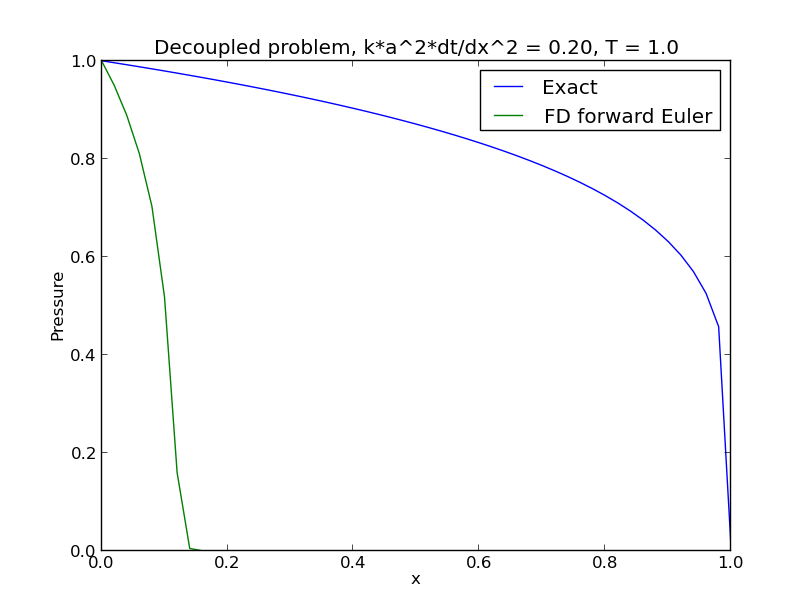 Decoupled problem, k*a^2*dt/dx^2 = 0.20, T = 1.0
Exact
FD forward Euler
1.0
0.8
0.6
0.4
0.2
0.0
Pressure
0.0 0.2 0.4 0.6 0.8 1.0
x